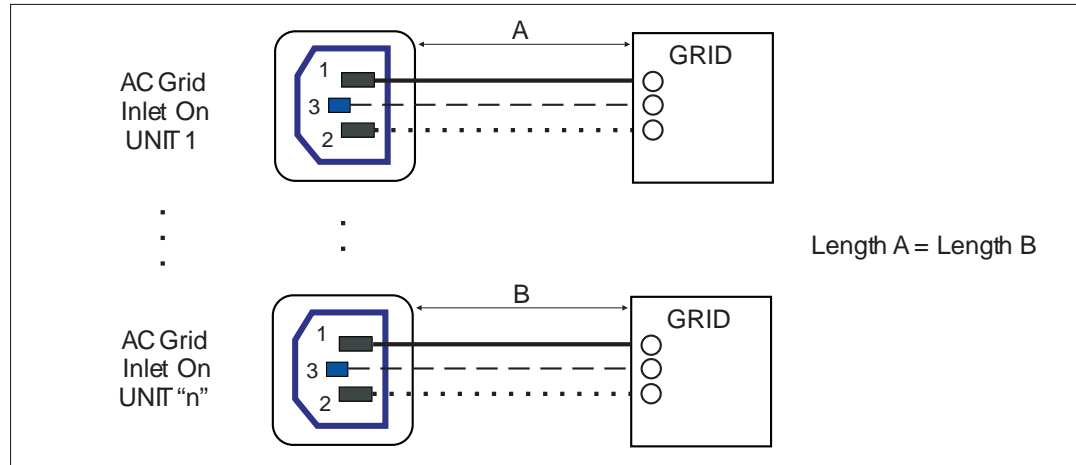 A
GRID
AC Grid
Inlet On
UNIT 1
1
3
2
Length A = Length B
B
GRID
AC Grid
Inlet On
UNIT “n”
1
3
2